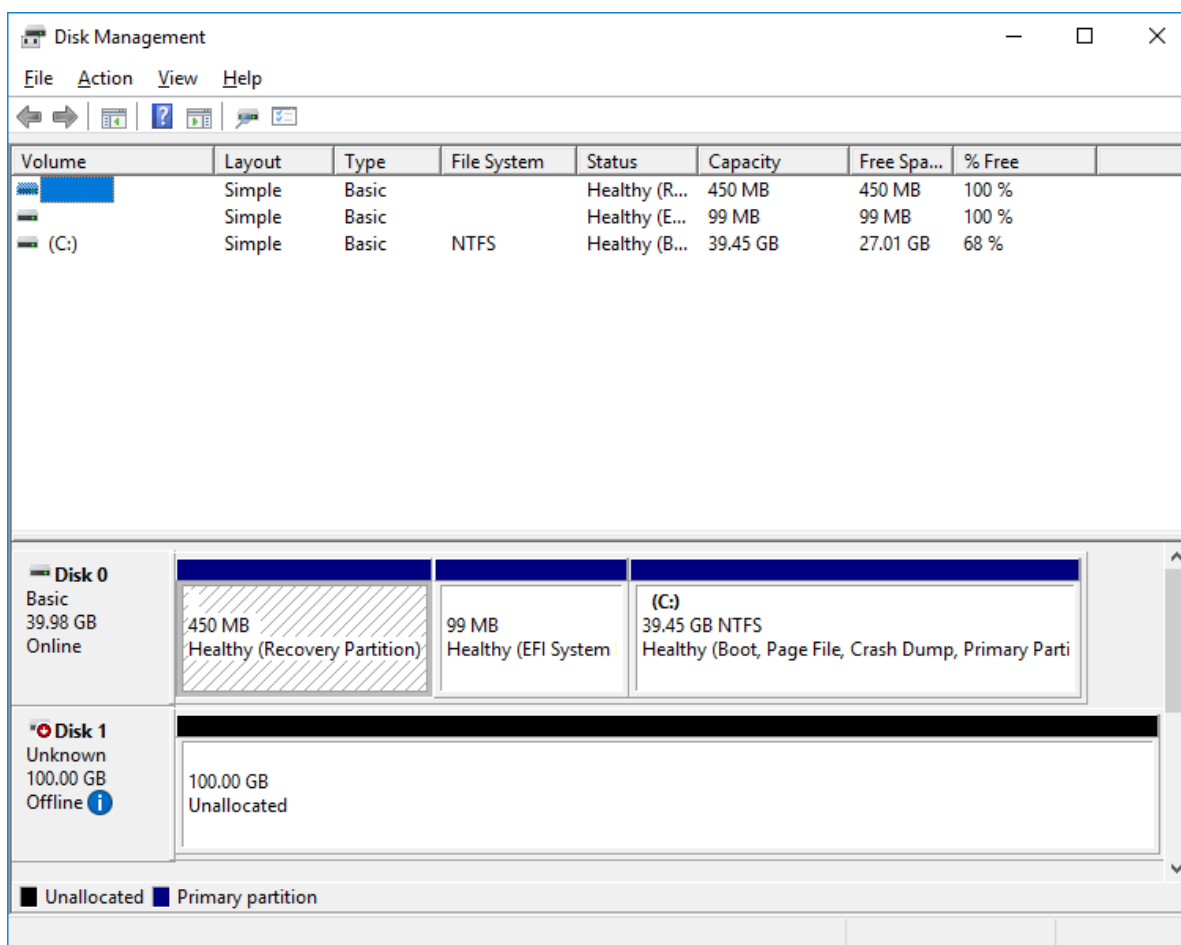 Disk Management
File Action View Help
Volume Layout Type File System Status Capacity Free Spa... % Free
Simple Basic Healthy (R... 450 MB 450 MB 100 %
Simple Basic Healthy (E... 99 MB 99 MB 100 %
(C:) Simple Basic NTFS Healthy (B... 39.45 GB 27.01 GB 68 %
Disk 0
Basic
39.98 GB
Online
450 MB
Healthy (Recovery Partition)
99 MB
Healthy (EFI System
(C:)
39.45 GB NTFS
Healthy (Boot, Page File, Crash Dump, Primary Parti
Disk 1
Unknown
100.00 GB
Offline
100.00 GB
Unallocated
Unallocated Primary partition